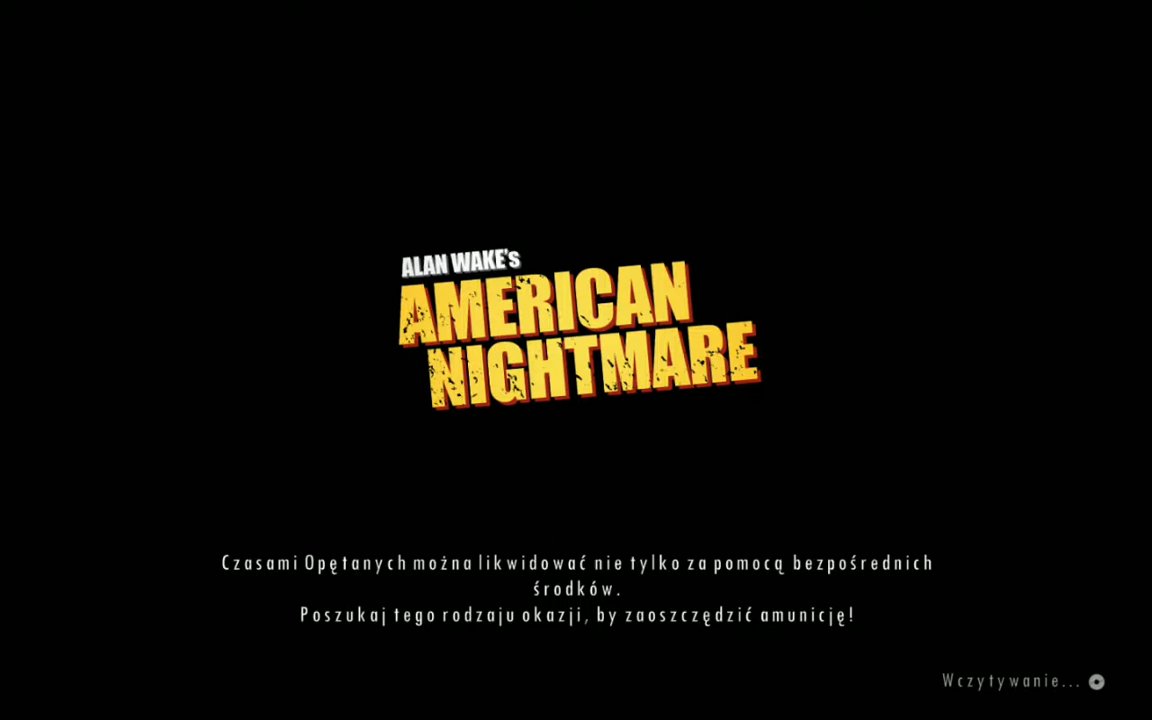 ALAN WAKE's
AMERICAN
NIGHTMARE
Czasami Opętanych można likwidować nie tylko za pomocą bezpośrednich
środków.
Poszukaj tego rodzaju okazji, by zaoszczędzić amunicję!
Wczytywanie...